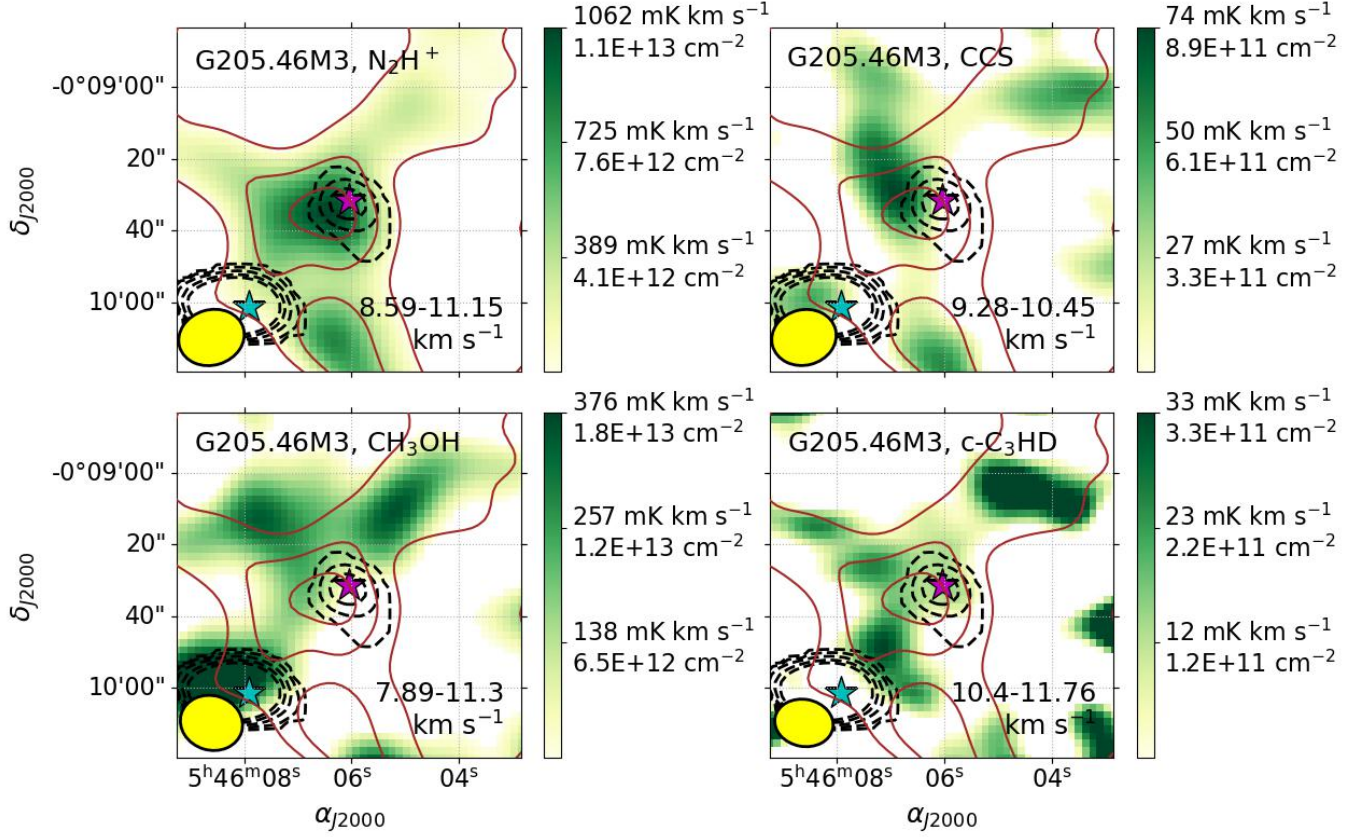 G205.46M3, N₂H⁺
8.59-11.15
km s⁻¹
-0°09'00"
20"
40"
10'00"
δJ2000
1062 mK km s⁻¹
1.1E+13 cm⁻²
725 mK km s⁻¹
7.6E+12 cm⁻²
389 mK km s⁻¹
4.1E+12 cm⁻²
G205.46M3, CCS
9.28-10.45
km s⁻¹
74 mK km s⁻¹
8.9E+11 cm⁻²
50 mK km s⁻¹
6.1E+11 cm⁻²
27 mK km s⁻¹
3.3E+11 cm⁻²
G205.46M3, CH₃OH
7.89-11.3
km s⁻¹
-0°09'00"
20"
40"
10'00"
δJ2000
5ʰ46ᵐ08ˢ
06ˢ
04ˢ
αJ2000
376 mK km s⁻¹
1.8E+13 cm⁻²
257 mK km s⁻¹
1.2E+13 cm⁻²
138 mK km s⁻¹
6.5E+12 cm⁻²
G205.46M3, c-C₃HD
10.4-11.76
km s⁻¹
5ʰ46ᵐ08ˢ
06ˢ
04ˢ
αJ2000
33 mK km s⁻¹
3.3E+11 cm⁻²
23 mK km s⁻¹
2.2E+11 cm⁻²
12 mK km s⁻¹
1.2E+11 cm⁻²